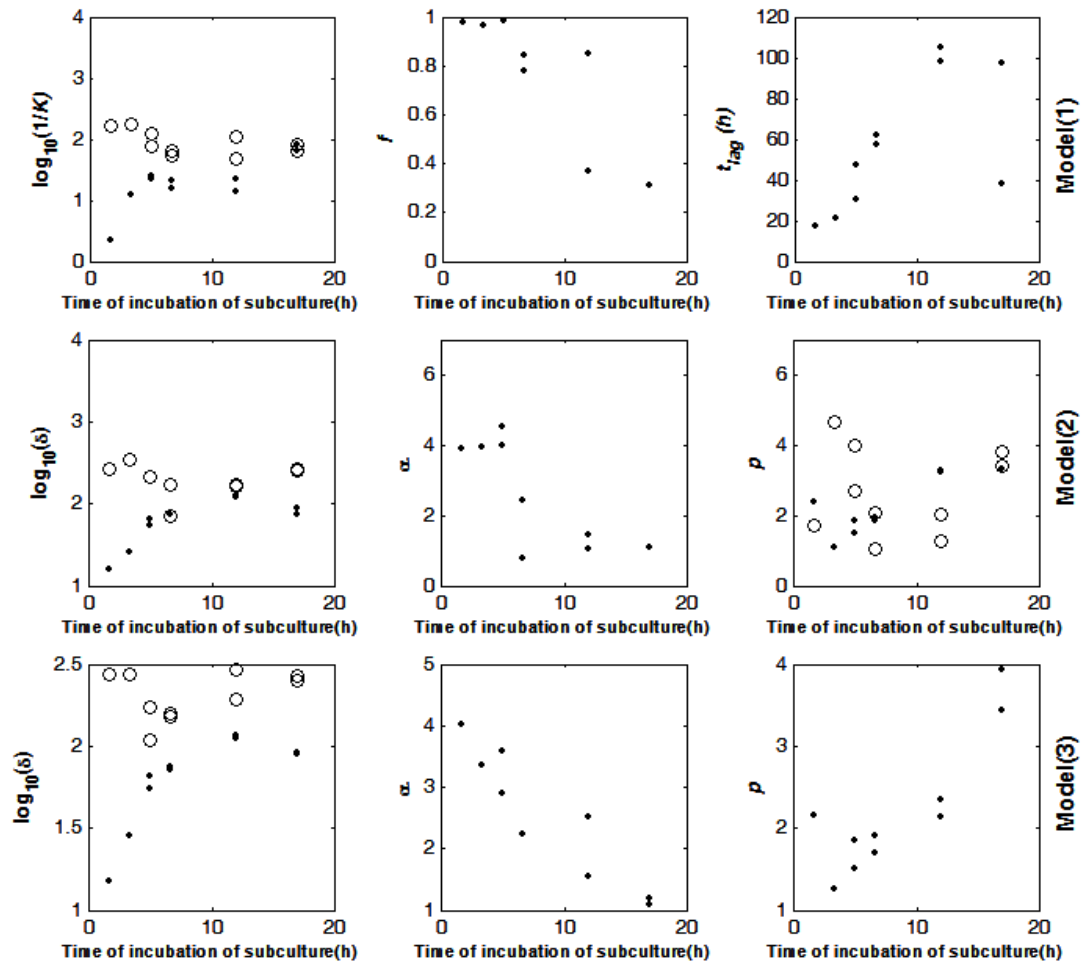 4
3
2
1
0
0 10 20
log10(1/K)
Time of incubation of subculture(h)
1
0.8
0.6
0.4
0.2
0
0 10 20
f
Time of incubation of subculture(h)
120
100
80
60
40
20
0
0 10 20
tlag (h)
Time of incubation of subculture(h)
Model(1)
4
3
2
1
0 10 20
log10(δ)
Time of incubation of subculture(h)
6
4
2
0
0 10 20
α
Time of incubation of subculture(h)
6
4
2
0
0 10 20
p
Time of incubation of subculture(h)
Model(2)
2.5
2
1.5
1
0 10 20
log10(δ)
Time of incubation of subculture(h)
5
4
3
2
1
0 10 20
α
Time of incubation of subculture(h)
4
3
2
1
0 10 20
p
Time of incubation of subculture(h)
Model(3)